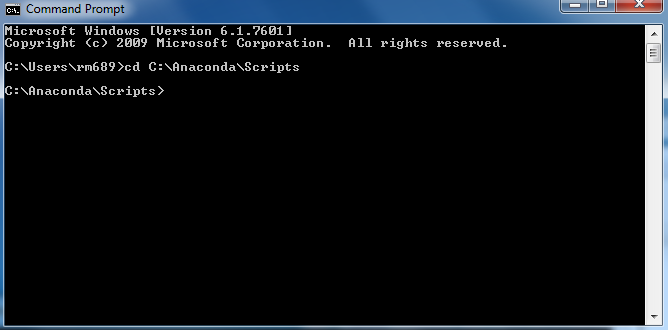 Command Prompt
Microsoft Windows [Version 6.1.7601]
Copyright (c) 2009 Microsoft Corporation.  All rights reserved.
C:\Users\rm689>cd C:\Anaconda\Scripts
C:\Anaconda\Scripts>